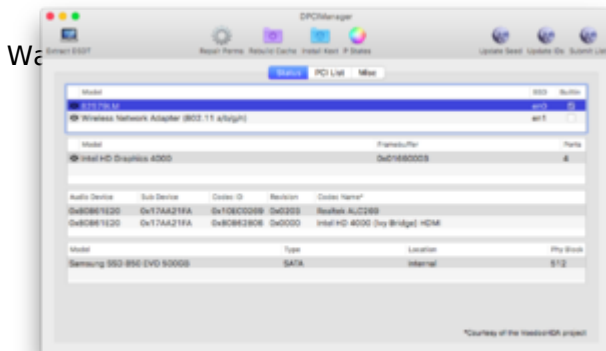 DPCIManager
Wa
Extract DSDT
Repair Perms Rebuild Cache Install Kext P States
Update Seed Update IDs Submit List
Status PCI List Misc
Model BSD Builtin
82579LM en0
Wireless Network Adapter (802.11 a/b/g/n) en1
Model Framebuffer Ports
Intel HD Graphics 4000 0x01660003 4
Audio Device Sub Device Codec ID Revision Codec Name*
0x80861E20 0x17AA21FA 0x10EC0269 0x0203 Realtek ALC269
0x80861E20 0x17AA21FA 0x80862806 0x0000 Intel HD 4000 (Ivy Bridge) HDMI
Model Type Location Phy Block
Samsung SSD 850 EVO 500GB SATA Internal 512
*Courtesy of the VoodooHDA project